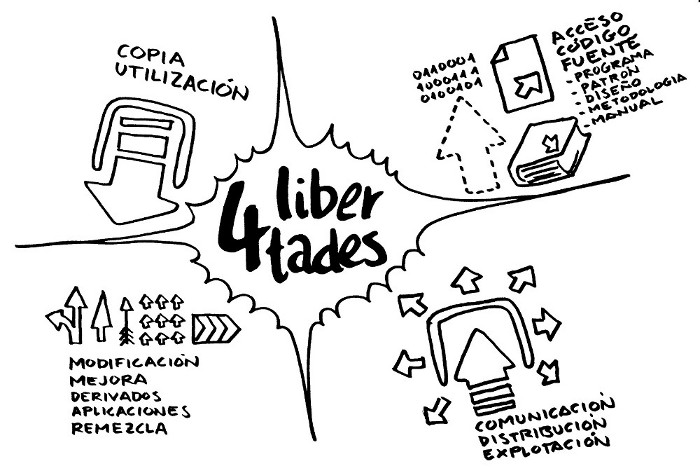 COPIA
UTILIZACIÓN
0110001
1000111
0100101
ACCESO
CÓDIGO
FUENTE
- PROGRAMA
- PATRÓN
- DISEÑO
- METODOLOGIA
- MANUAL
4 liber
tades
MODIFICACIÓN
MEJORA
DERIVADOS
APLICACIONES
REMEZCLA
COMUNICACIÓN
DISTRIBUCIÓN
EXPLOTACIÓN